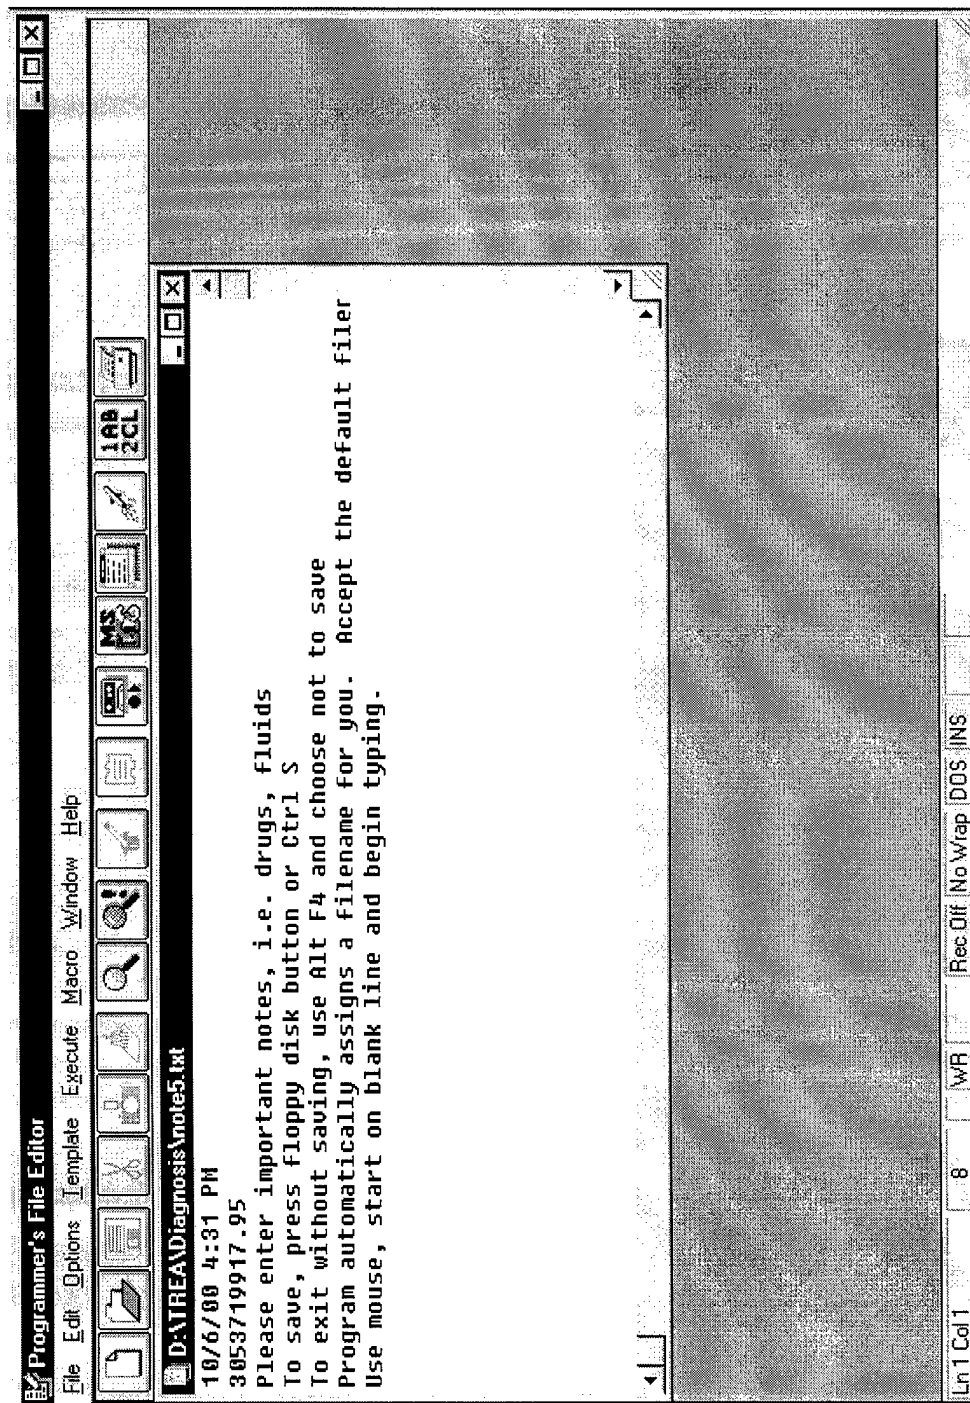 Programmer's File Editor
File Edit Options Template Execute Macro Window Help
MS
1AB
2CL
D:\TREA\Diagnosis\note5.txt
10/6/00 4:31 PM
3053719917.95
Please enter important notes, i.e. drugs, fluids
To save, press floppy disk button or Ctrl S
To exit without saving, use Alt F4 and choose not to save
Program automatically assigns a filename for you. Accept the default filer
Use mouse, start on blank line and begin typing.
Ln 1 Col 1 8 WR Rec Off No Wrap DOS INS